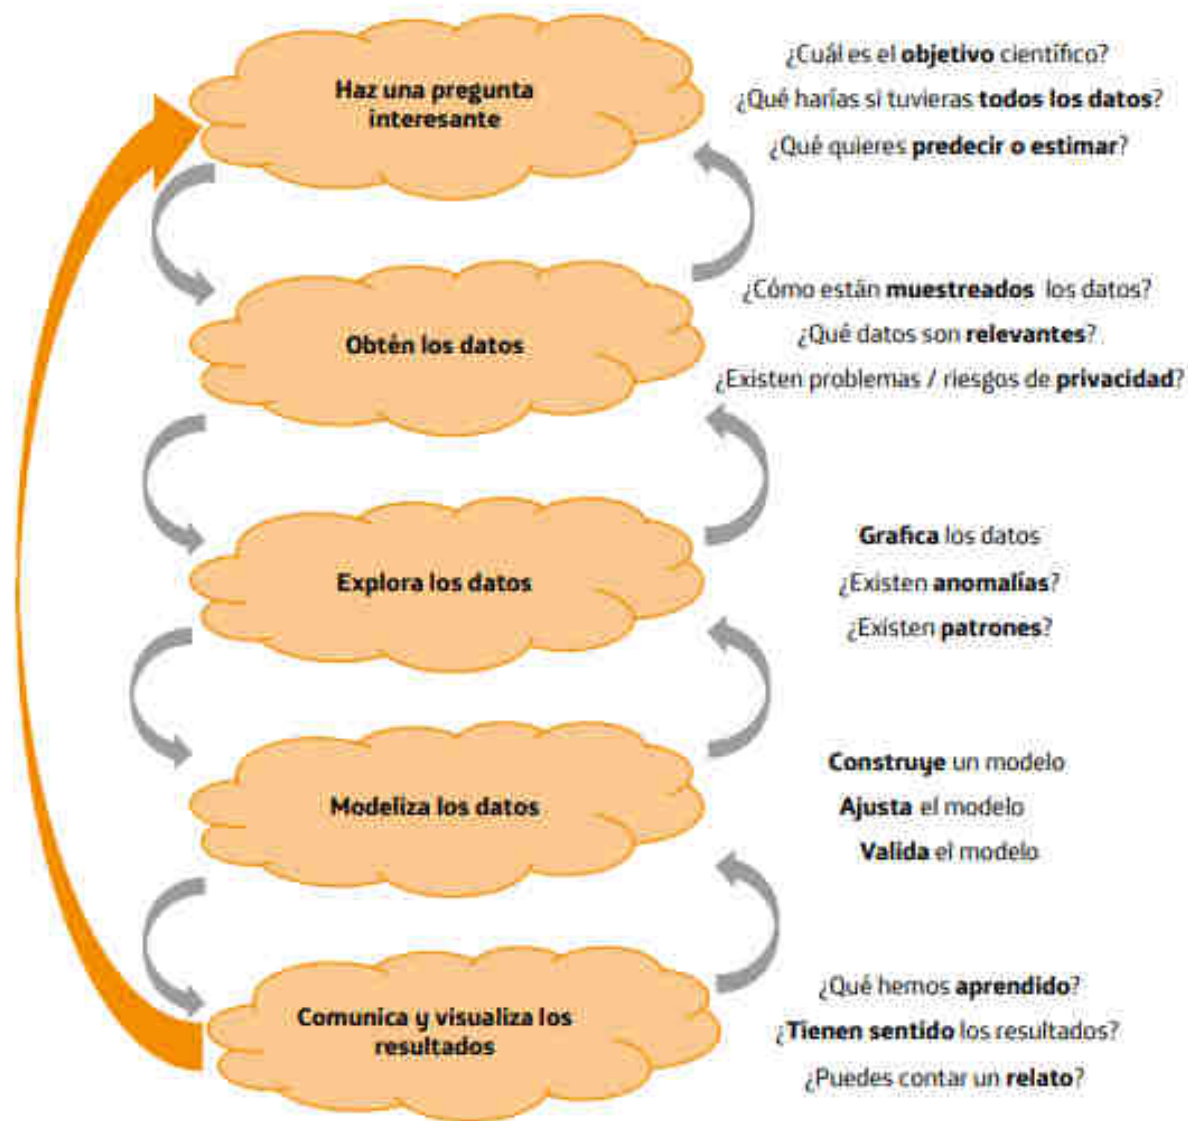 Haz una pregunta
interesante
¿Cuál es el objetivo científico?
¿Qué harías si tuvieras todos los datos?
¿Qué quieres predecir o estimar?
Obtén los datos
¿Cómo están muestreados los datos?
¿Qué datos son relevantes?
¿Existen problemas / riesgos de privacidad?
Explora los datos
Grafica los datos
¿Existen anomalías?
¿Existen patrones?
Modeliza los datos
Construye un modelo
Ajusta el modelo
Valida el modelo
Comunica y visualiza los
resultados
¿Qué hemos aprendido?
¿Tienen sentido los resultados?
¿Puedes contar un relato?